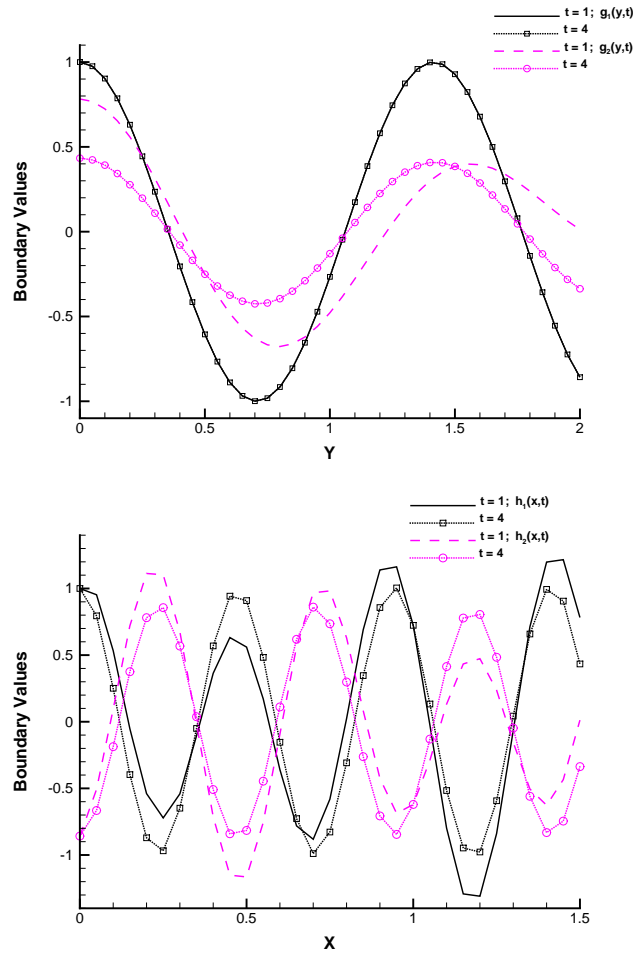 t = 1; g₁(y,t)
t = 4
t = 1; g₂(y,t)
t = 4
1
0.5
0
-0.5
-1
Boundary Values
0
0.5
1
1.5
2
Y
t = 1; h₁(x,t)
t = 4
t = 1; h₂(x,t)
t = 4
1
0.5
0
-0.5
-1
Boundary Values
0
0.5
1
1.5
X